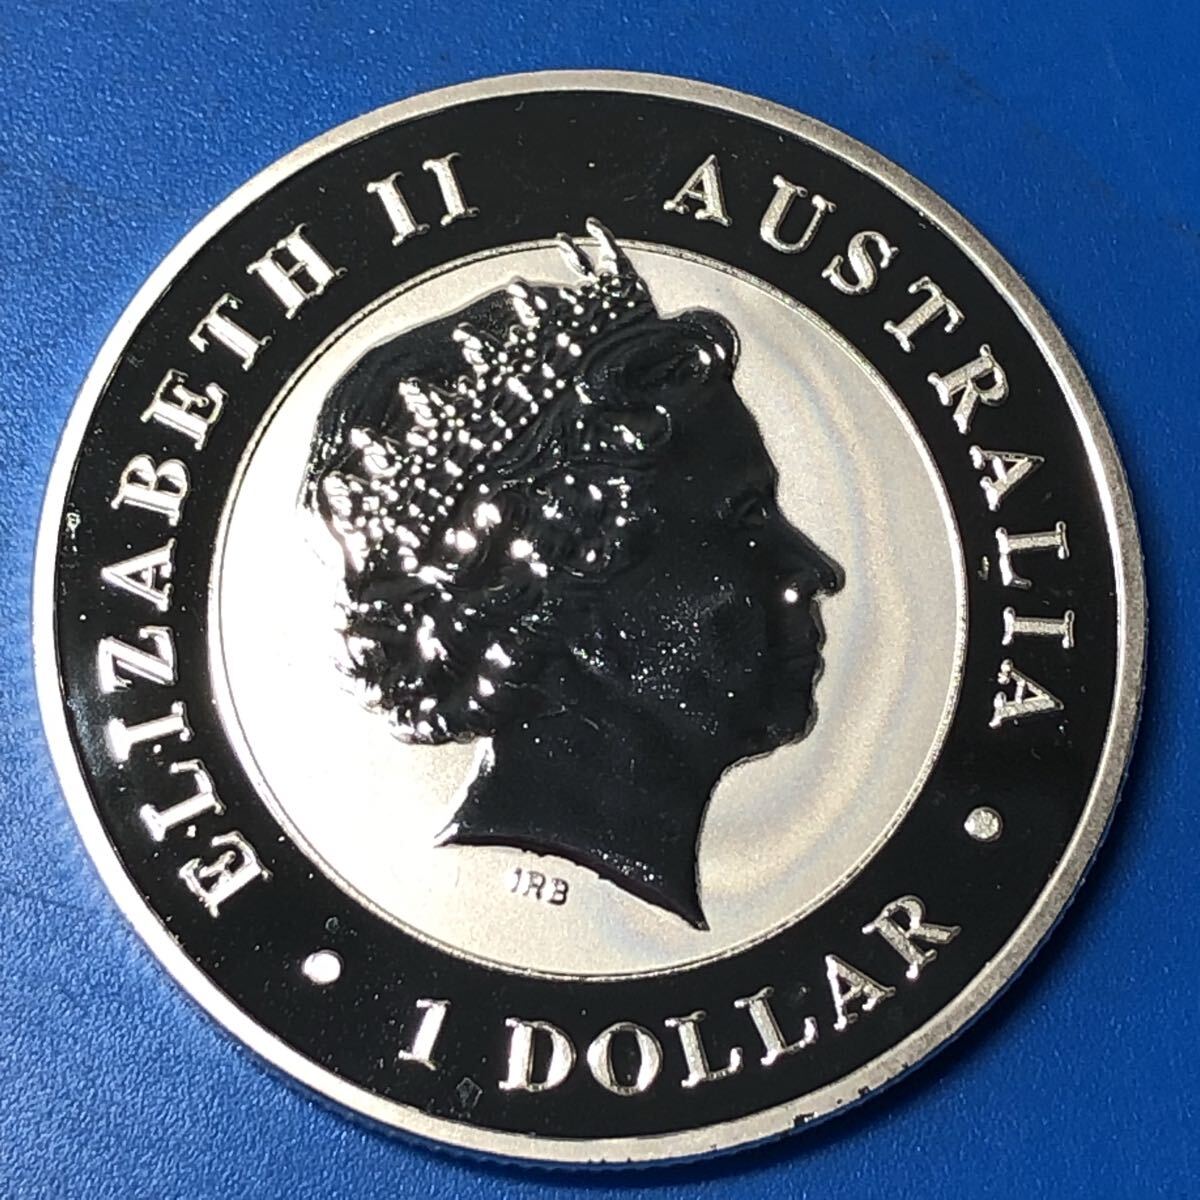 ELIZABETH II AUSTRALIA
• 1 DOLLAR •
IRB